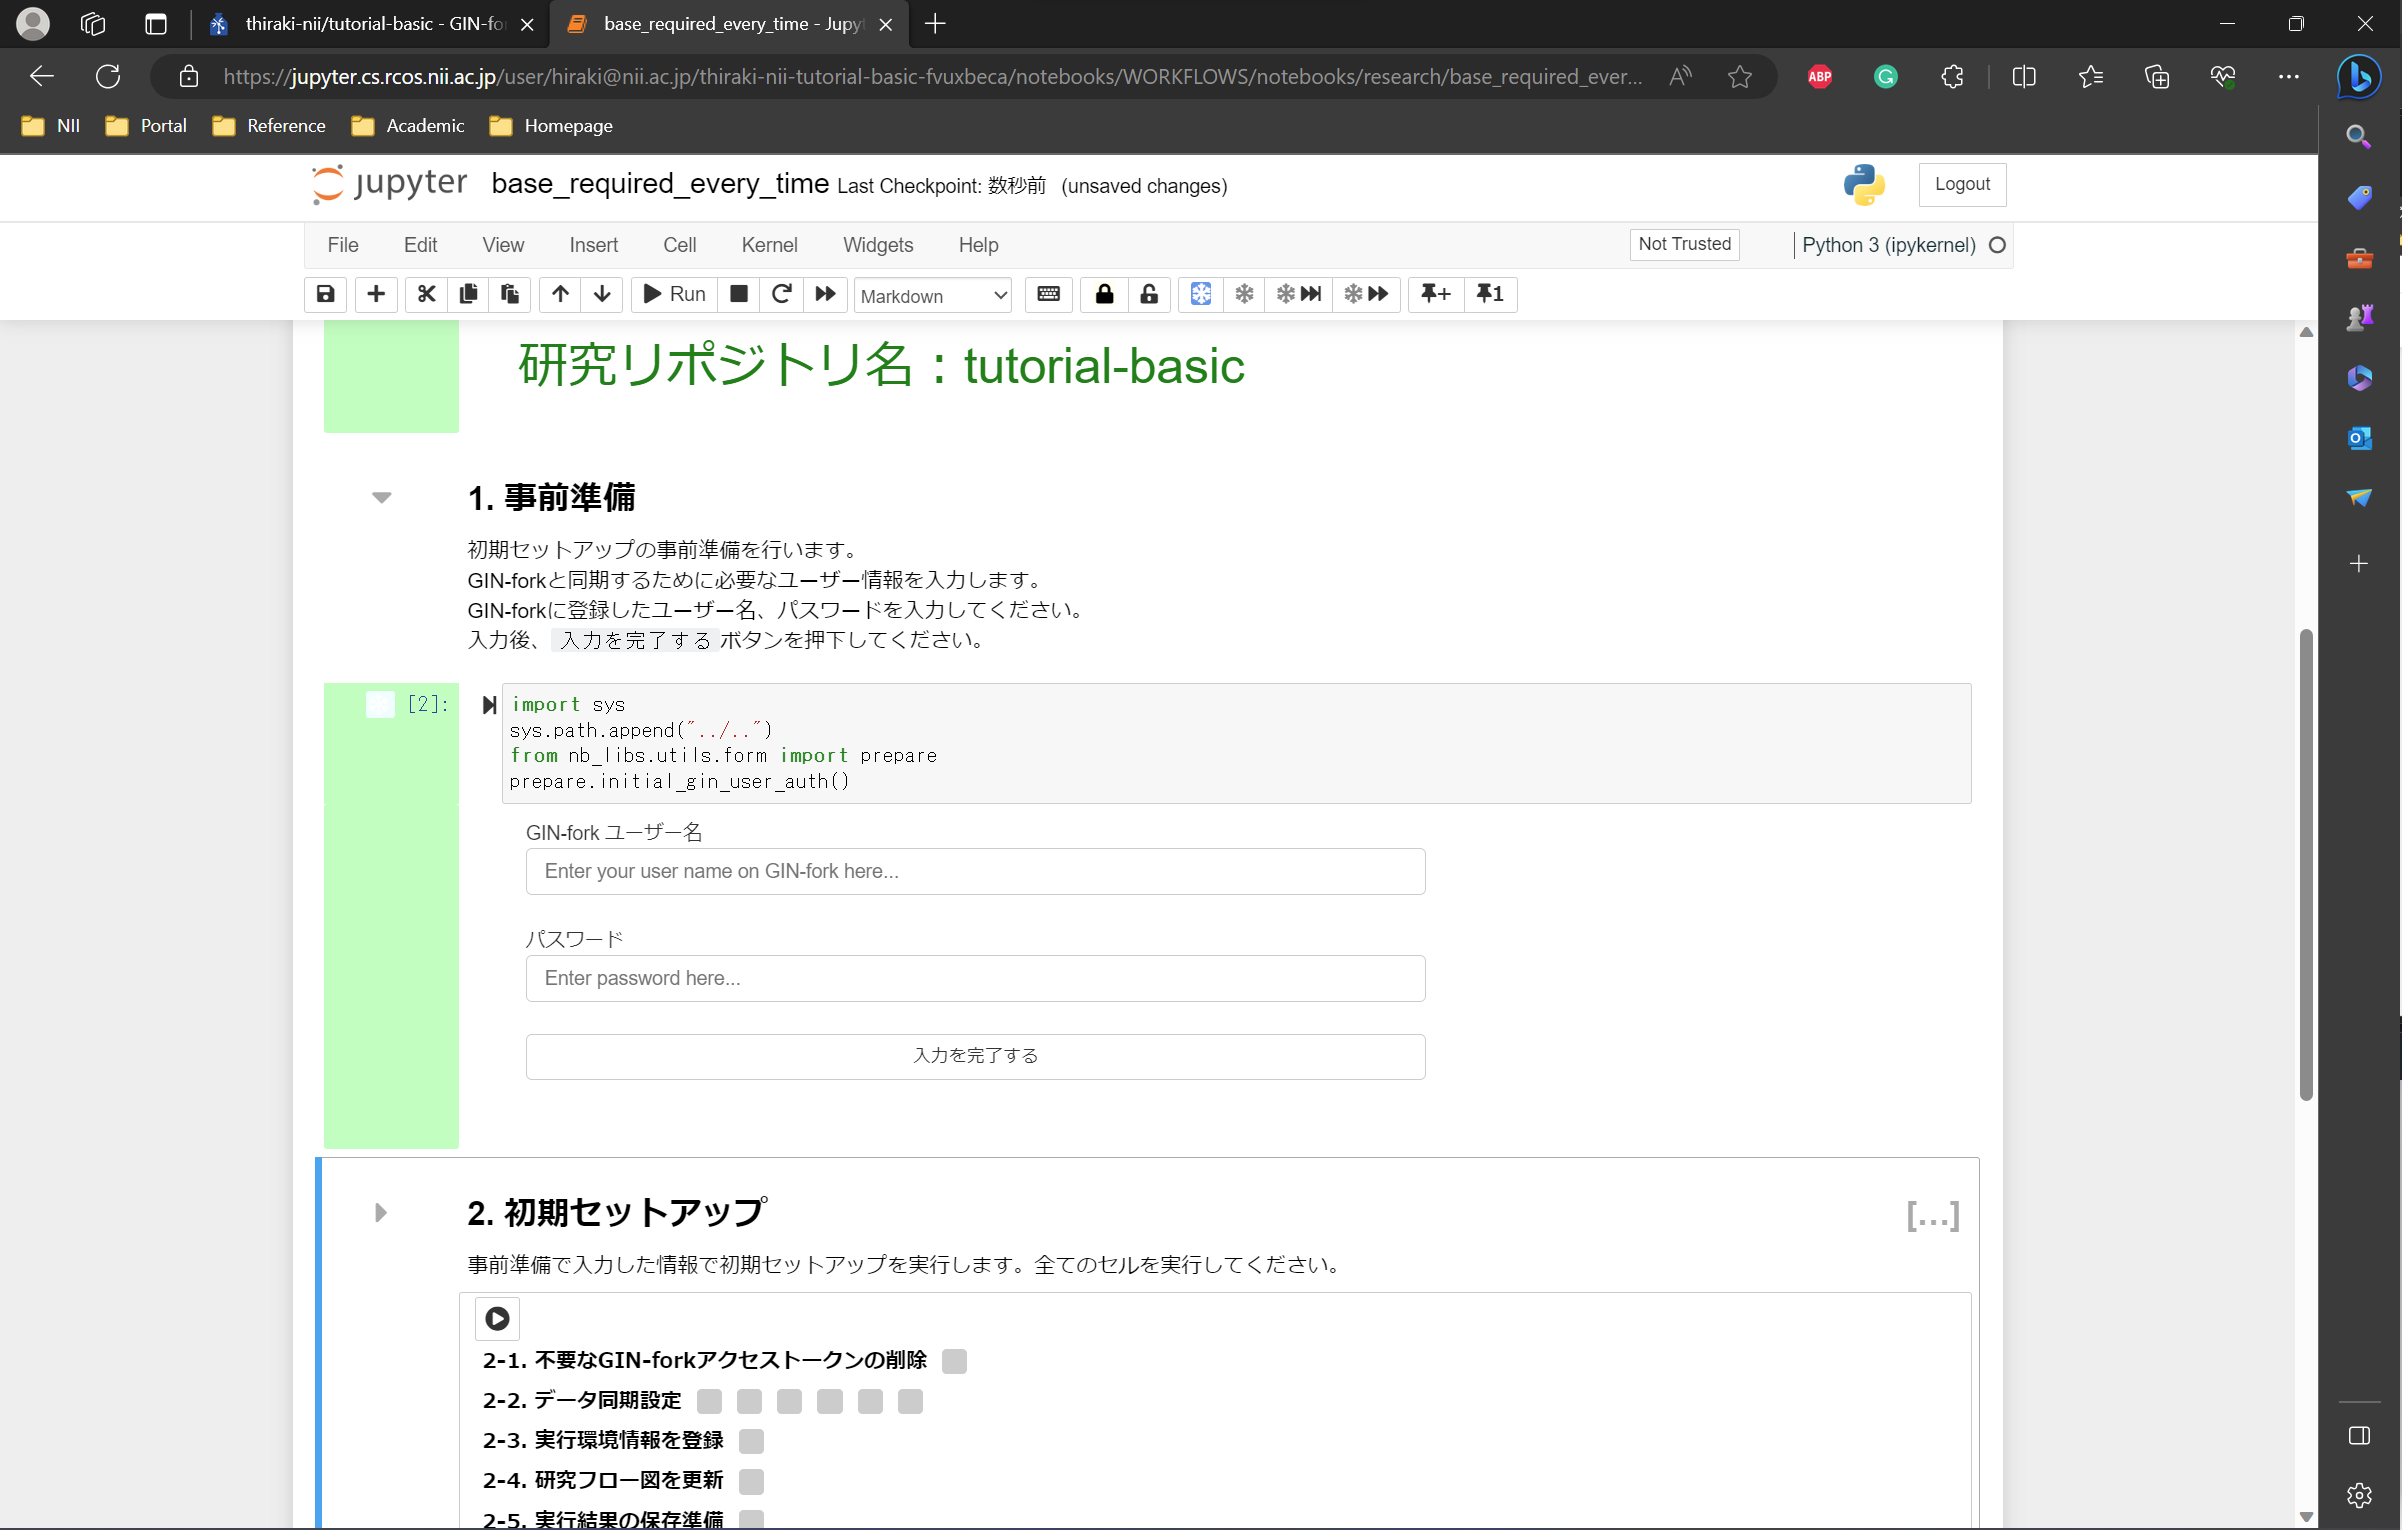 thiraki-nii/tutorial-basic - GIN-fo
base_required_every_time - Jupyt
https://jupyter.cs.rcos.nii.ac.jp/user/hiraki@nii.ac.jp/thiraki-nii-tutorial-basic-fvuxbeca/notebooks/WORKFLOWS/notebooks/research/base_required_ever...
ABP
NII
Portal
Reference
Academic
Homepage
jupyter
base_required_every_time Last Checkpoint: 数秒前 (unsaved changes)
Logout
File Edit View Insert Cell Kernel Widgets Help
Not Trusted
Python 3 (ipykernel)
Run
Markdown
研究リポジトリ名：tutorial-basic
1. 事前準備
初期セットアップの事前準備を行います。
GIN-forkと同期するために必要なユーザー情報を入力します。
GIN-forkに登録したユーザー名、パスワードを入力してください。
入力後、 入力を完了する ボタンを押下してください。
[2]:
import sys
sys.path.append("../..")
from nb_libs.utils.form import prepare
prepare.initial_gin_user_auth()
GIN-fork ユーザー名
Enter your user name on GIN-fork here...
パスワード
Enter password here...
入力を完了する
2. 初期セットアップ
[...]
事前準備で入力した情報で初期セットアップを実行します。全てのセルを実行してください。
2-1. 不要なGIN-forkアクセストークンの削除
2-2. データ同期設定
2-3. 実行環境情報を登録
2-4. 研究フロー図を更新
2-5. 実行結果の保存準備